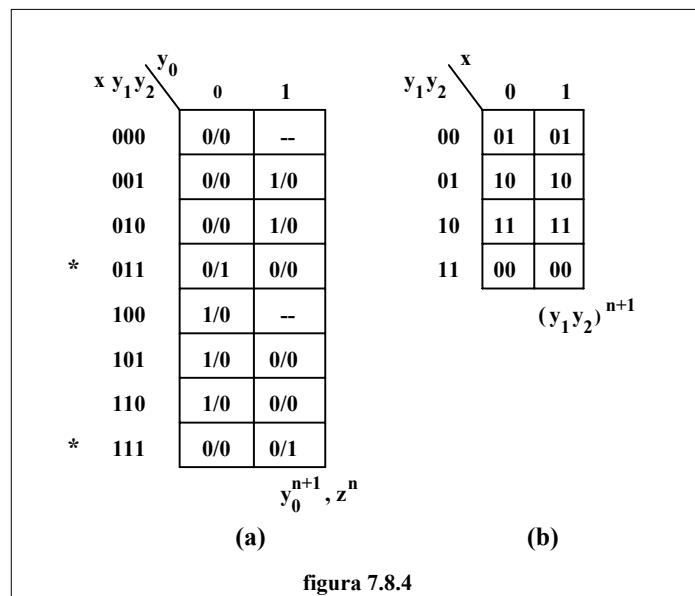 y0 x
x y1y2 y1y2
0 1 0 1
000 0/0 -- 00 01 01
001 0/0 1/0 01 10 10
010 0/0 1/0 10 11 11
* 011 0/1 0/0 11 00 00
100 1/0 -- (y1y2)n+1
101 1/0 0/0
110 1/0 0/0
* 111 0/0 0/1
y0n+1 , zn
(a) (b)
figura 7.8.4